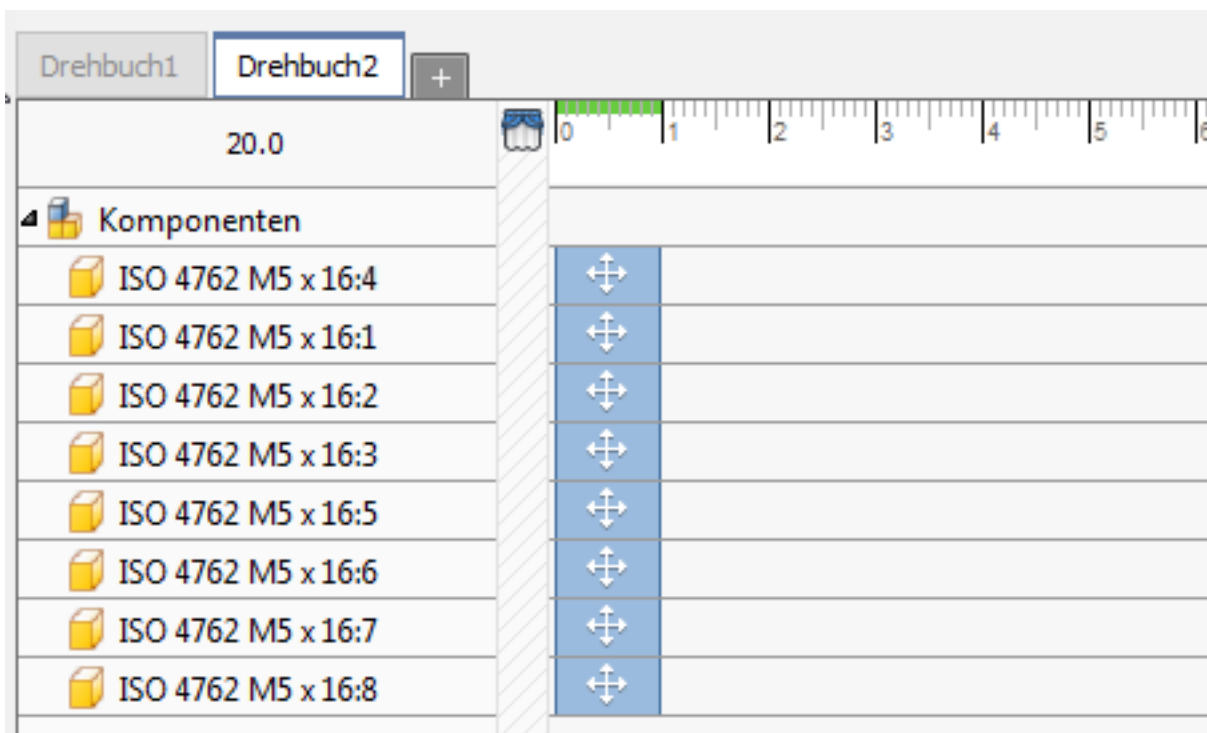 Drehbuch1 Drehbuch2 +
20.0 0 1 2 3 4 5 6
Komponenten
ISO 4762 M5 x 16:4
ISO 4762 M5 x 16:1
ISO 4762 M5 x 16:2
ISO 4762 M5 x 16:3
ISO 4762 M5 x 16:5
ISO 4762 M5 x 16:6
ISO 4762 M5 x 16:7
ISO 4762 M5 x 16:8